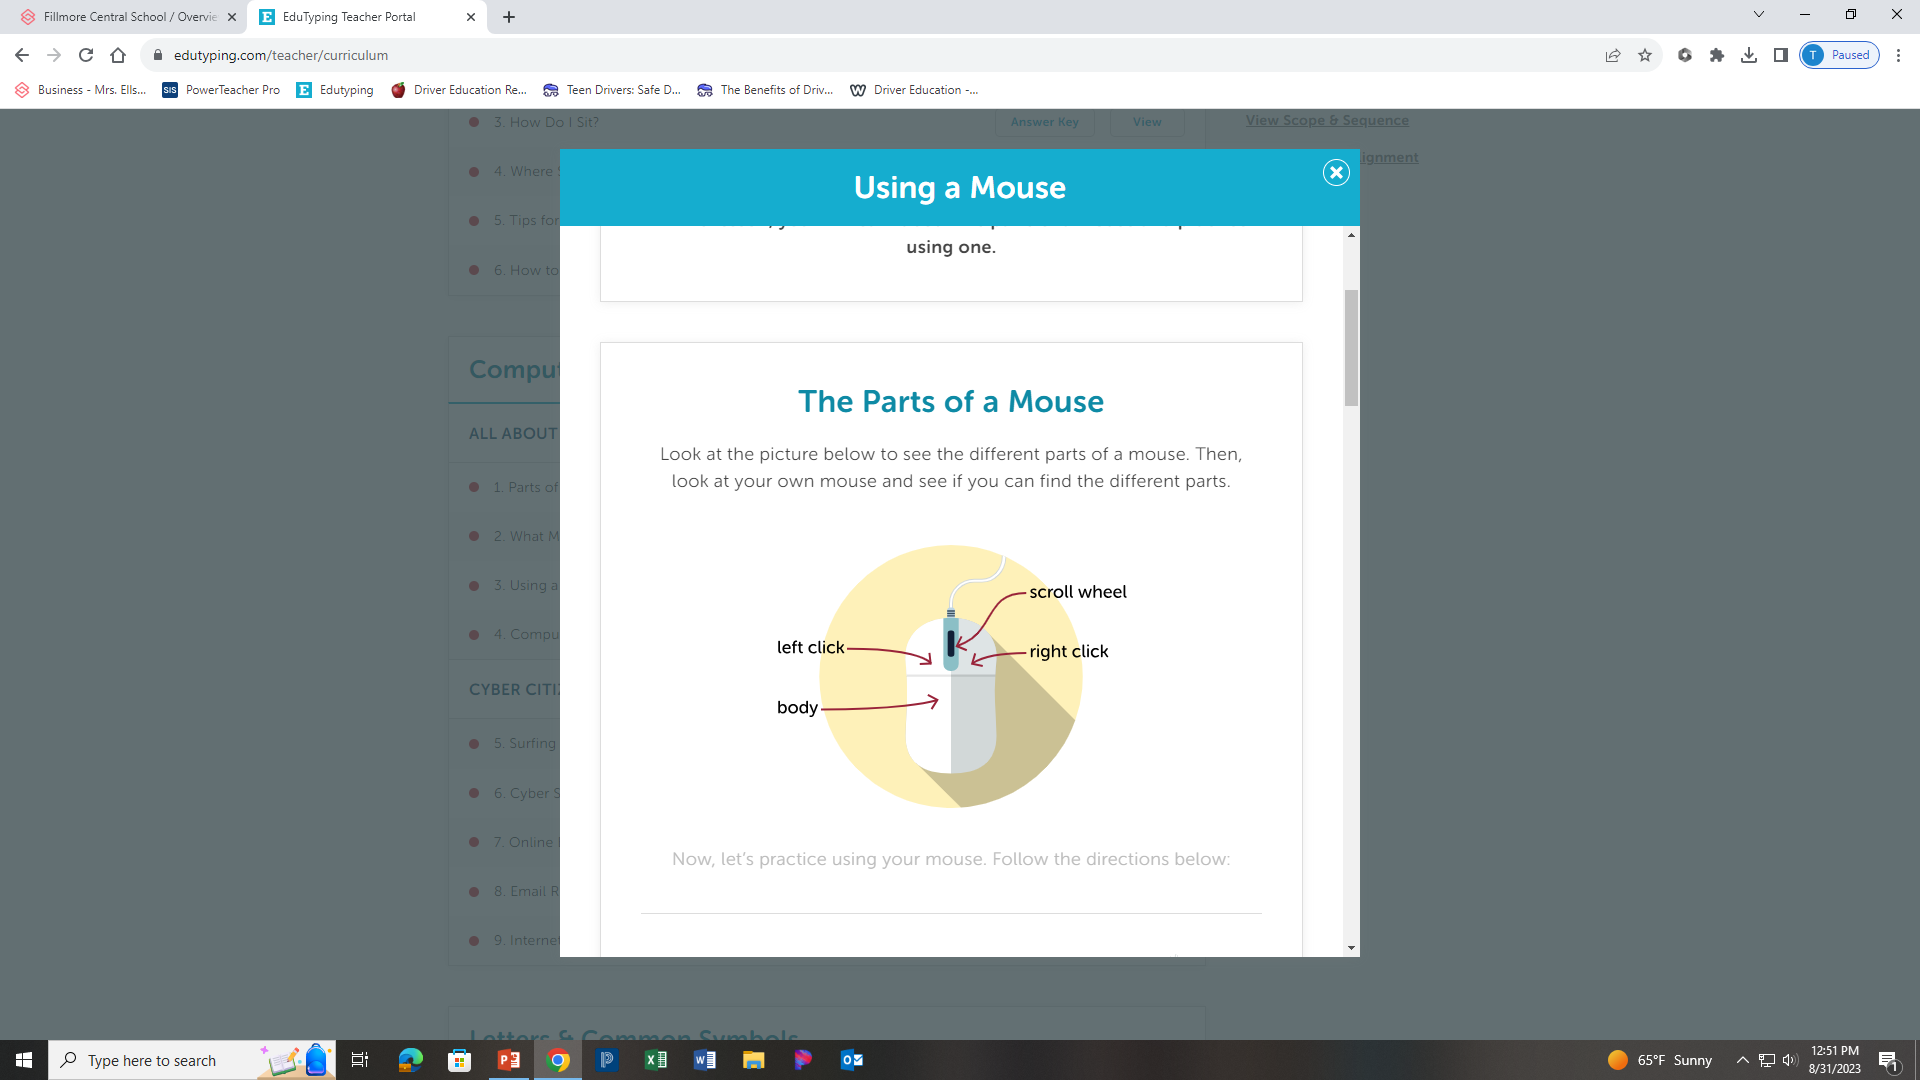 Fillmore Central School / Overvie
EduTyping Teacher Portal
edutyping.com/teacher/curriculum
T Paused
Business - Mrs. Ells...
SIS PowerTeacher Pro
E Edutyping
Driver Education Re...
Teen Drivers: Safe D...
The Benefits of Driv...
W Driver Education -...
3. How Do I Sit?
Answer Key
View
View Scope & Sequence
ignment
4. Where
5. Tips for
6. How to
Using a Mouse
using one.
The Parts of a Mouse
Look at the picture below to see the different parts of a mouse. Then,
look at your own mouse and see if you can find the different parts.
scroll wheel
left click
right click
body
Now, let's practice using your mouse. Follow the directions below:
Comput
ALL ABOUT
1. Parts of
2. What M
3. Using a
4. Compu
CYBER CITI
5. Surfing
6. Cyber S
7. Online
8. Email R
9. Internet
Letters & Common Symbols
Type here to search
65°F Sunny
12:51 PM
8/31/2023
1